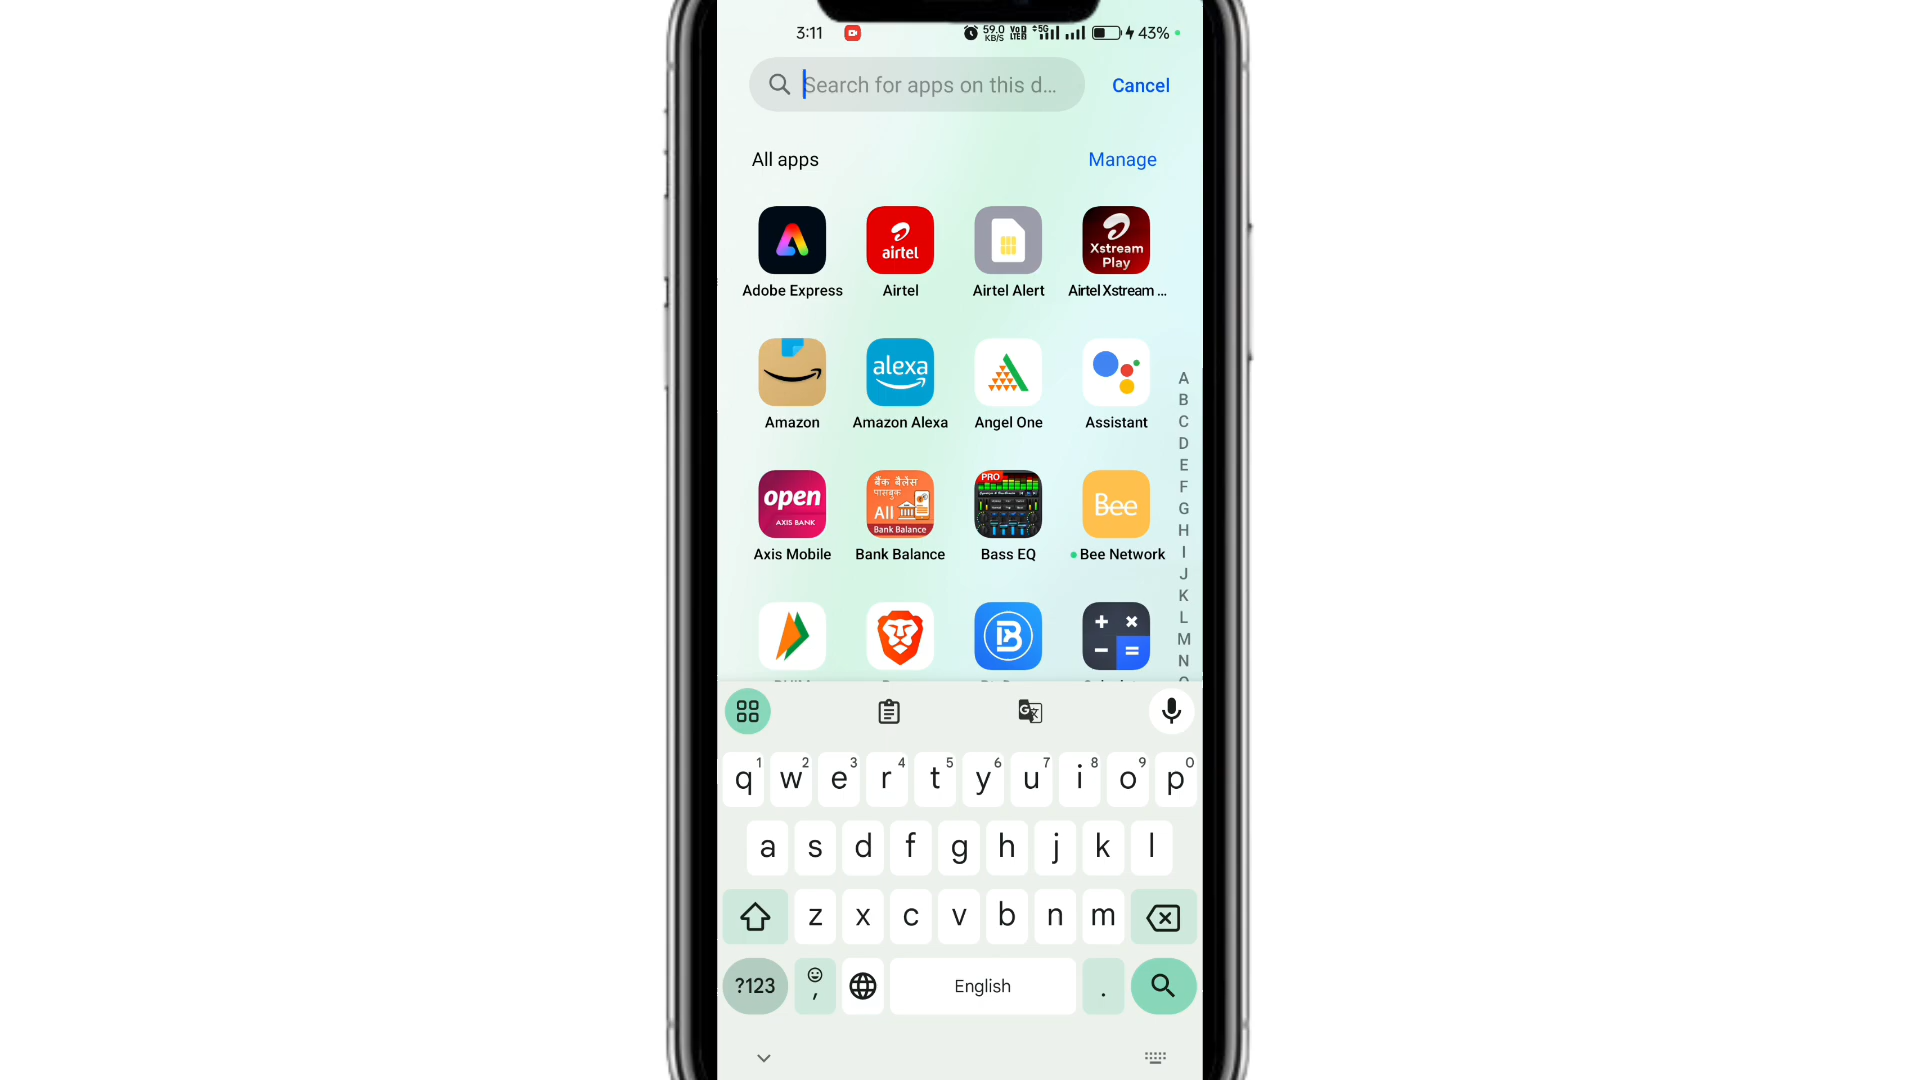 3:11 59.0 KB/S Vo LTE 5G 43%
Search for apps on this d... Cancel
All apps Manage
airtel Xstream Play
Adobe Express Airtel Airtel Alert Airtel Xstream ...
alexa
Amazon Amazon Alexa Angel One Assistant
open AXIS BANK बैंक बैलेंस पासबुक All Bank Balance PRO Bee
Axis Mobile Bank Balance Bass EQ Bee Network
A
B
C
D
E
F
G
H
I
J
K
L
M
N
q1 w2 e3 r4 t5 y6 u7 i8 o9 p0
a s d f g h j k l
z x c v b n m
?123 , English .